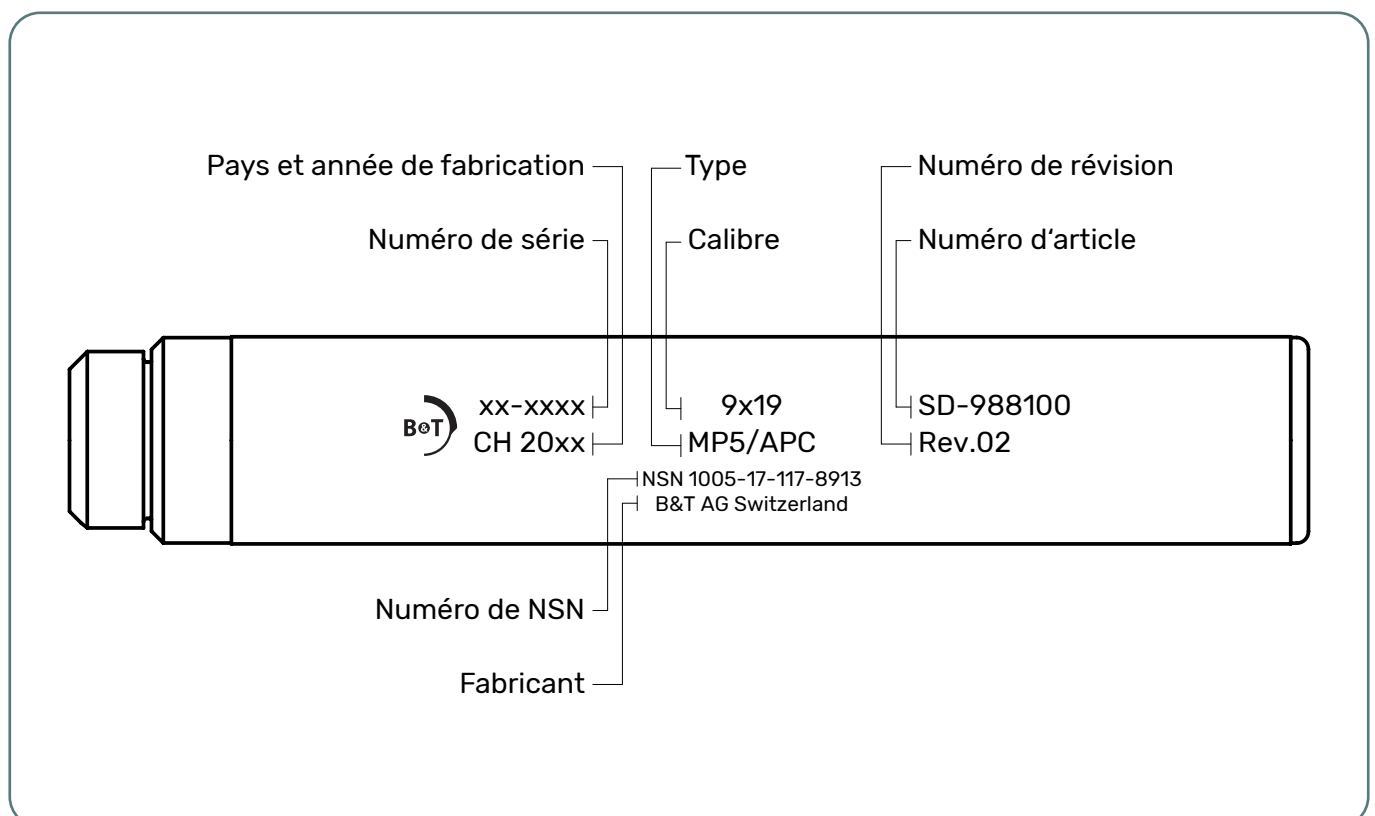 Pays et année de fabrication
Type
Numéro de révision
Numéro de série
Calibre
Numéro d‘article
B&T
xx-xxxx
9x19
SD-988100
CH 20xx
MP5/APC
Rev.02
NSN 1005-17-117-8913
B&T AG Switzerland
Numéro de NSN
Fabricant